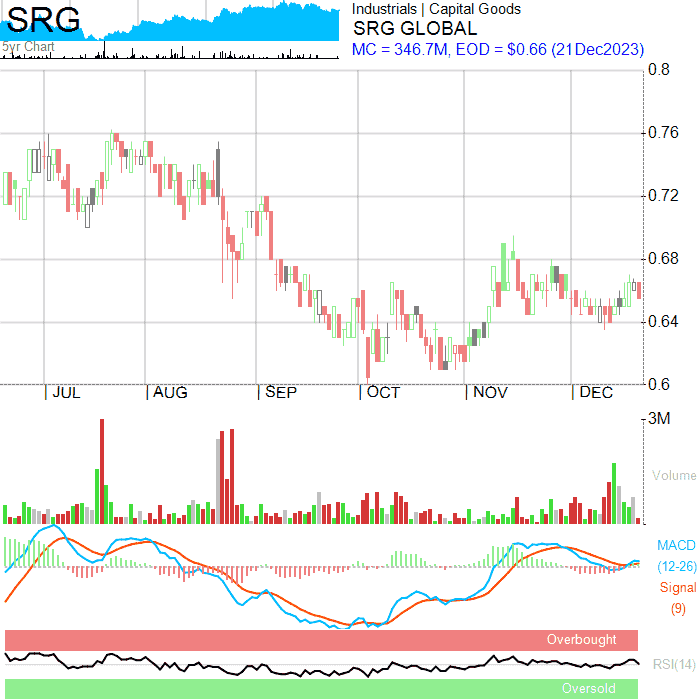 SRG
5yr Chart
Industrials | Capital Goods
SRG GLOBAL
MC = 346.7M, EOD = $0.66 (21Dec2023)
0.8
0.76
0.72
0.68
0.64
0.6
| JUL | AUG | SEP | OCT | NOV | DEC
3M
Volume
MACD
(12-26)
Signal
(9)
Overbought
RSI(14)
Oversold